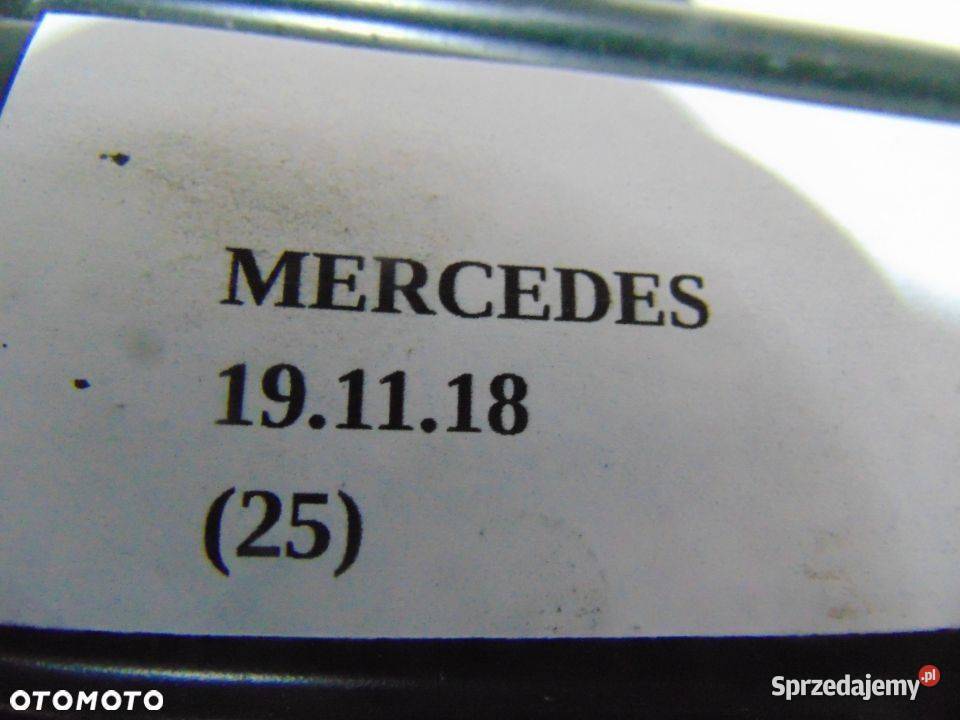 MERCEDES
19.11.18
(25)
OTOMOTO
Sprzedajemy.pl